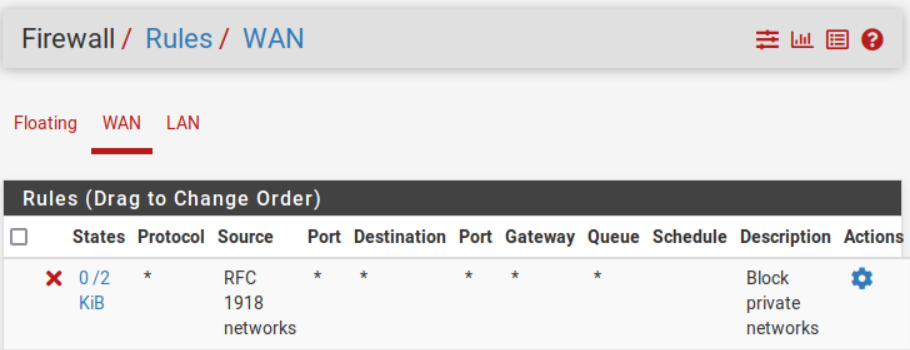 Firewall / Rules / WAN
Floating WAN LAN
Rules (Drag to Change Order)
States Protocol Source Port Destination Port Gateway Queue Schedule Description Actions
0 /2 * RFC * * * * * Block
KiB 1918 private
networks networks